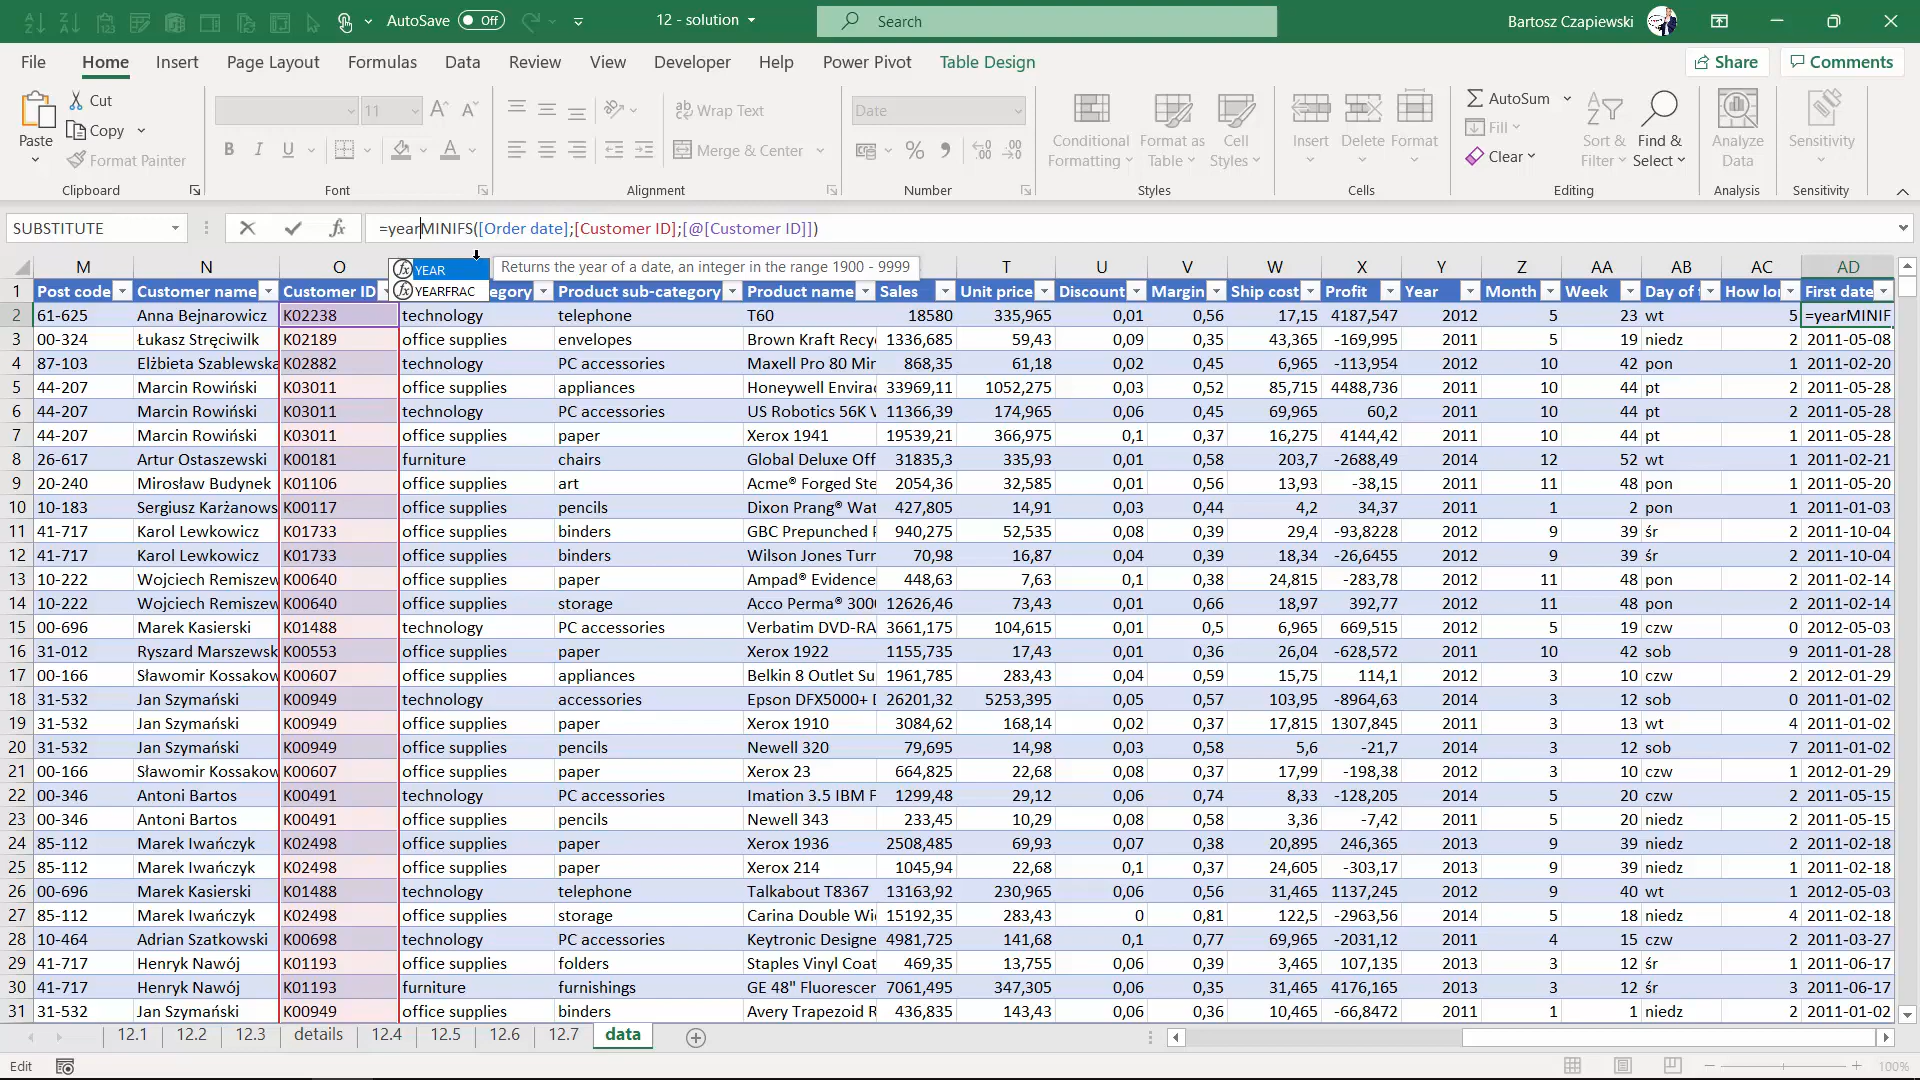 AutoSave Off 12 - solution Search Bartosz Czapiewski
File Home Insert Page Layout Formulas Data Review View Developer Help Power Pivot Table Design Share Comments
Paste Cut Copy Format Painter Clipboard
11 B I U Font
Wrap Text Merge & Center Alignment
Date % Number
Conditional Formatting Format as Table Cell Styles Styles
Insert Delete Format Cells
AutoSum Fill Clear Sort & Filter Find & Select Editing
Analyze Data Analysis
Sensitivity Sensitivity
SUBSTITUTE fx =yearMINIFS([Order date];[Customer ID];[@[Customer ID]])
YEAR Returns the year of a date, an integer in the range 1900 - 9999
YEARFRAC
M N O T U V W X Y Z AA AB AC AD
1 Post code Customer name Customer ID egory Product sub-category Product name Sales Unit price Discount Margin Ship cost Profit Year Month Week Day of t How lo First date
2 61-625 Anna Bejnarowicz K02238 technology telephone T60 18580 335,965 0,01 0,56 17,15 4187,547 2012 5 23 wt 5 =yearMINIF
3 00-324 Łukasz Stręciwilk K02189 office supplies envelopes Brown Kraft Recy 1336,685 59,43 0,09 0,35 43,365 -169,995 2011 5 19 niedz 2 2011-05-08
4 87-103 Elżbieta Szablewska K02882 technology PC accessories Maxell Pro 80 Min 868,35 61,18 0,02 0,45 6,965 -113,954 2012 10 42 pon 1 2011-02-20
5 44-207 Marcin Rowiński K03011 office supplies appliances Honeywell Envirac 33969,11 1052,275 0,03 0,52 85,715 4488,736 2011 10 44 pt 2 2011-05-28
6 44-207 Marcin Rowiński K03011 technology PC accessories US Robotics 56K V 11366,39 174,965 0,06 0,45 69,965 60,2 2011 10 44 pt 2 2011-05-28
7 44-207 Marcin Rowiński K03011 office supplies paper Xerox 1941 19539,21 366,975 0,1 0,37 16,275 4144,42 2011 10 44 pt 1 2011-05-28
8 26-617 Artur Ostaszewski K00181 furniture chairs Global Deluxe Off 31835,3 335,93 0,01 0,58 203,7 -2688,49 2014 12 52 wt 1 2011-02-21
9 20-240 Mirosław Budynek K01106 office supplies art Acme® Forged Ste 2054,36 32,585 0,01 0,56 13,93 -38,15 2011 11 48 pon 1 2011-05-20
10 10-183 Sergiusz Karżanows K00117 office supplies pencils Dixon Prang® Wat 427,805 14,91 0,03 0,44 4,2 34,37 2011 1 2 pon 1 2011-01-03
11 41-717 Karol Lewkowicz K01733 office supplies binders GBC Prepunched P 940,275 52,535 0,08 0,39 29,4 -93,8228 2011 9 39 śr 2 2011-10-04
12 41-717 Karol Lewkowicz K01733 office supplies binders Wilson Jones Turn 70,98 16,87 0,04 0,39 18,34 -26,6455 2012 9 39 śr 2 2011-10-04
13 10-222 Wojciech Remiszew K00640 office supplies paper Ampad® Evidence 448,63 7,63 0,1 0,38 24,815 -283,78 2012 11 48 pon 2 2011-02-14
14 10-222 Wojciech Remiszew K00640 office supplies storage Acco Perma® 300 12626,46 73,43 0,01 0,66 18,97 392,77 2012 11 48 pon 2 2011-02-14
15 00-696 Marek Kasierski K01488 technology PC accessories Verbatim DVD-RA 3661,175 104,615 0,01 0,5 6,965 669,515 2012 5 19 czw 0 2012-05-03
16 31-012 Ryszard Marszewsk K00553 office supplies paper Xerox 1922 1155,735 17,43 0,01 0,36 26,04 -628,572 2011 10 42 sob 9 2011-01-28
17 00-166 Sławomir Kossakow K00607 office supplies appliances Belkin 8 Outlet Su 1961,785 283,43 0,04 0,59 15,75 114,1 2012 3 10 czw 2 2012-01-29
18 31-532 Jan Szymański K00949 technology accessories Epson DFX5000+ D 26201,32 5253,395 0,05 0,57 103,95 -8964,63 2014 3 12 sob 0 2011-01-02
19 31-532 Jan Szymański K00949 office supplies paper Xerox 1910 3084,62 168,14 0,02 0,37 17,815 1307,845 2011 3 13 wt 4 2011-01-02
20 31-532 Jan Szymański K00949 office supplies pencils Newell 320 79,695 14,98 0,03 0,58 5,6 -21,7 2014 3 12 sob 7 2011-01-02
21 00-166 Sławomir Kossakow K00607 office supplies paper Xerox 23 664,825 22,68 0,08 0,37 17,99 -198,38 2012 3 10 czw 1 2012-01-29
22 00-346 Antoni Bartos K00491 technology PC accessories Imation 3.5 IBM F 1299,48 29,12 0,06 0,74 8,33 -128,205 2014 5 20 czw 2 2011-05-15
23 00-346 Antoni Bartos K00491 office supplies pencils Newell 343 233,45 10,29 0,08 0,58 3,36 -7,42 2011 5 20 niedz 2 2011-05-15
24 85-112 Marek Iwańczyk K02498 office supplies paper Xerox 1936 2508,485 69,93 0,07 0,38 20,895 246,365 2013 9 39 niedz 1 2011-02-18
25 85-112 Marek Iwańczyk K02498 office supplies paper Xerox 214 1045,94 22,68 0,1 0,37 24,605 -303,17 2013 9 39 niedz 1 2011-02-18
26 00-696 Marek Kasierski K01488 technology telephone Talkabout T8367 13163,92 230,965 0,06 0,56 31,465 1137,245 2012 9 40 wt 1 2012-05-03
27 85-112 Marek Iwańczyk K02498 office supplies storage Carina Double Wi 15192,35 283,43 0 0,81 122,5 -2963,56 2014 5 18 niedz 4 2011-02-18
28 10-464 Adrian Szatkowski K00698 technology PC accessories Keytronic Designe 4981,725 141,68 0,1 0,77 69,965 -2031,12 2011 4 15 czw 2 2011-03-27
29 41-717 Henryk Nawój K01193 office supplies folders Staples Vinyl Coat 469,35 13,755 0,06 0,39 3,465 107,135 2013 3 12 śr 1 2011-06-17
30 41-717 Henryk Nawój K01193 furniture furnishings GE 48" Fluorescen 7061,495 347,305 0,06 0,35 31,465 4176,165 2013 3 12 śr 3 2011-06-17
31 31-532 Jan Szymański K00949 office supplies binders Avery Trapezoid R 436,835 143,43 0,06 0,36 10,465 -66,8472 2011 1 1 niedz 2 2011-01-02
12.1 12.2 12.3 details 12.4 12.5 12.6 12.7 data
Edit 100%